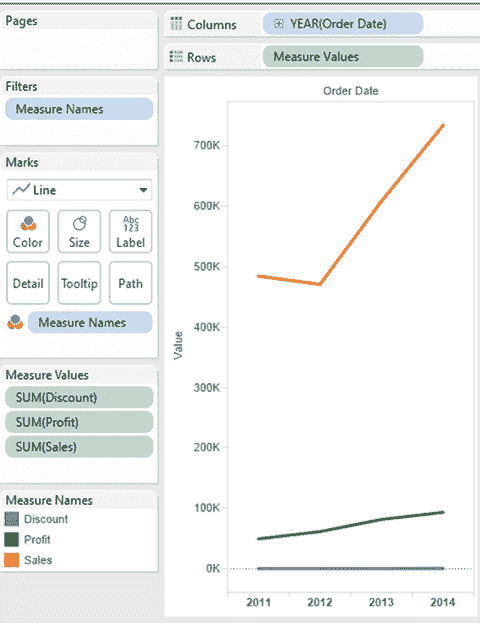 Pages
Columns
YEAR(Order Date)
Rows
Measure Values
Filters
Measure Names
Marks
Line
Color
Size
Abc
123
Label
Detail
Tooltip
Path
Measure Names
Measure Values
SUM(Discount)
SUM(Profit)
SUM(Sales)
Measure Names
Discount
Profit
Sales
Order Date
Value
700K
600K
500K
400K
300K
200K
100K
0K
2011 2012 2013 2014